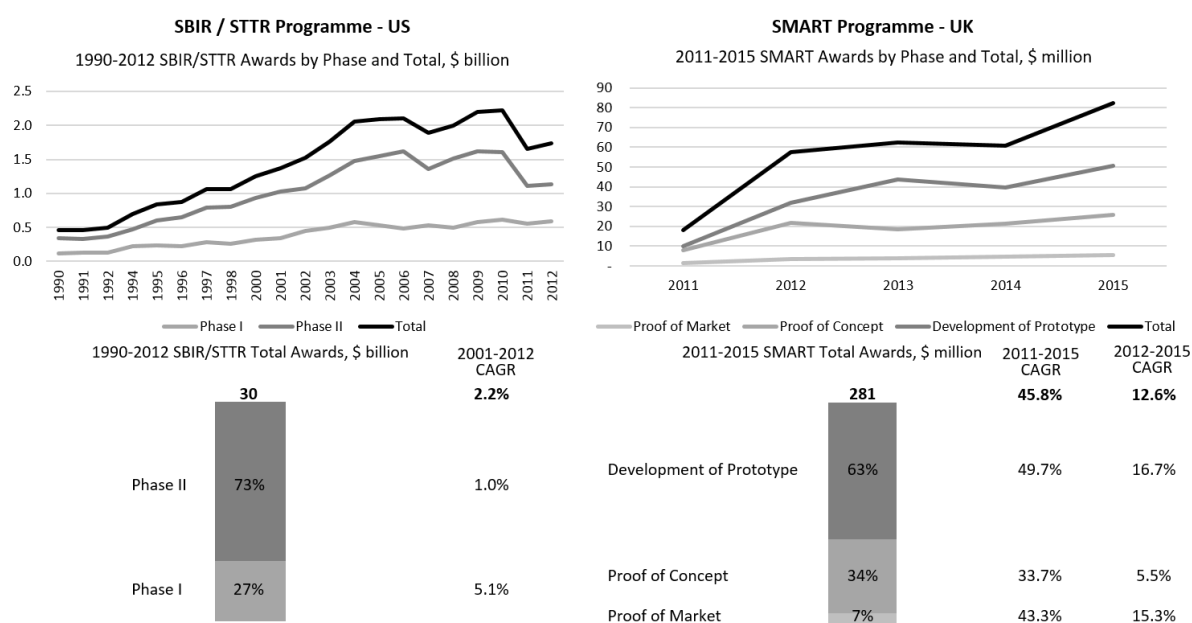 SBIR / STTR Programme - US
1990-2012 SBIR/STTR Awards by Phase and Total, $ billion
2.5
2.0
1.5
1.0
0.5
0.0
1990
1991
1992
1994
1995
1996
1997
1998
2000
2001
2002
2003
2004
2005
2006
2007
2008
2009
2010
2011
2012
Phase I Phase II Total
1990-2012 SBIR/STTR Total Awards, $ billion
2001-2012
CAGR
30 2.2%
Phase II 73% 1.0%
Phase I 27% 5.1%
SMART Programme - UK
2011-2015 SMART Awards by Phase and Total, $ million
90
80
70
60
50
40
30
20
10
-
2011 2012 2013 2014 2015
Proof of Market Proof of Concept Development of Prototype Total
2011-2015 SMART Total Awards, $ million
2011-2015 2012-2015
CAGR CAGR
281 45.8% 12.6%
Development of Prototype 63% 49.7% 16.7%
Proof of Concept 34% 33.7% 5.5%
Proof of Market 7% 43.3% 15.3%